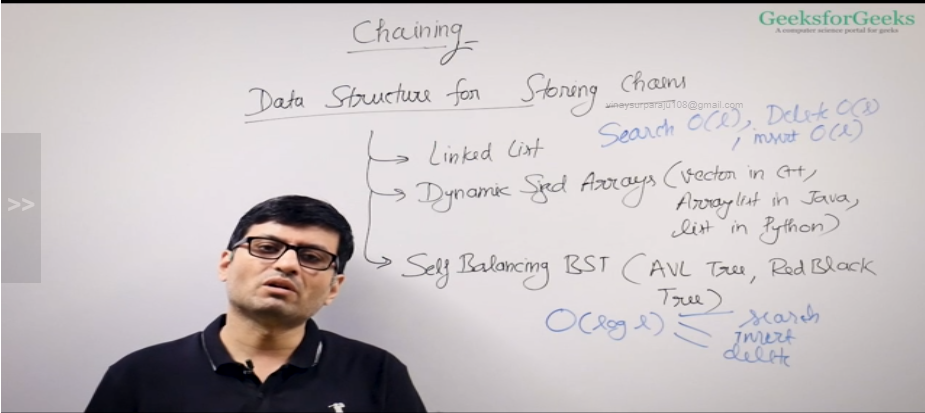 GeeksforGeeks
A computer science portal for geeks
Chaining
Data Structure for Storing Chains
vinaysurparaju108@gmail.com
Search O(l), Delete O(l)
, insert O(l)
→ Linked List
→ Dynamic Sized Arrays (vector in C++,
ArrayList in Java,
list in Python)
→ Self Balancing BST (AVL Tree, Red Black
Tree)
O(log l)
search
insert
delete
>>